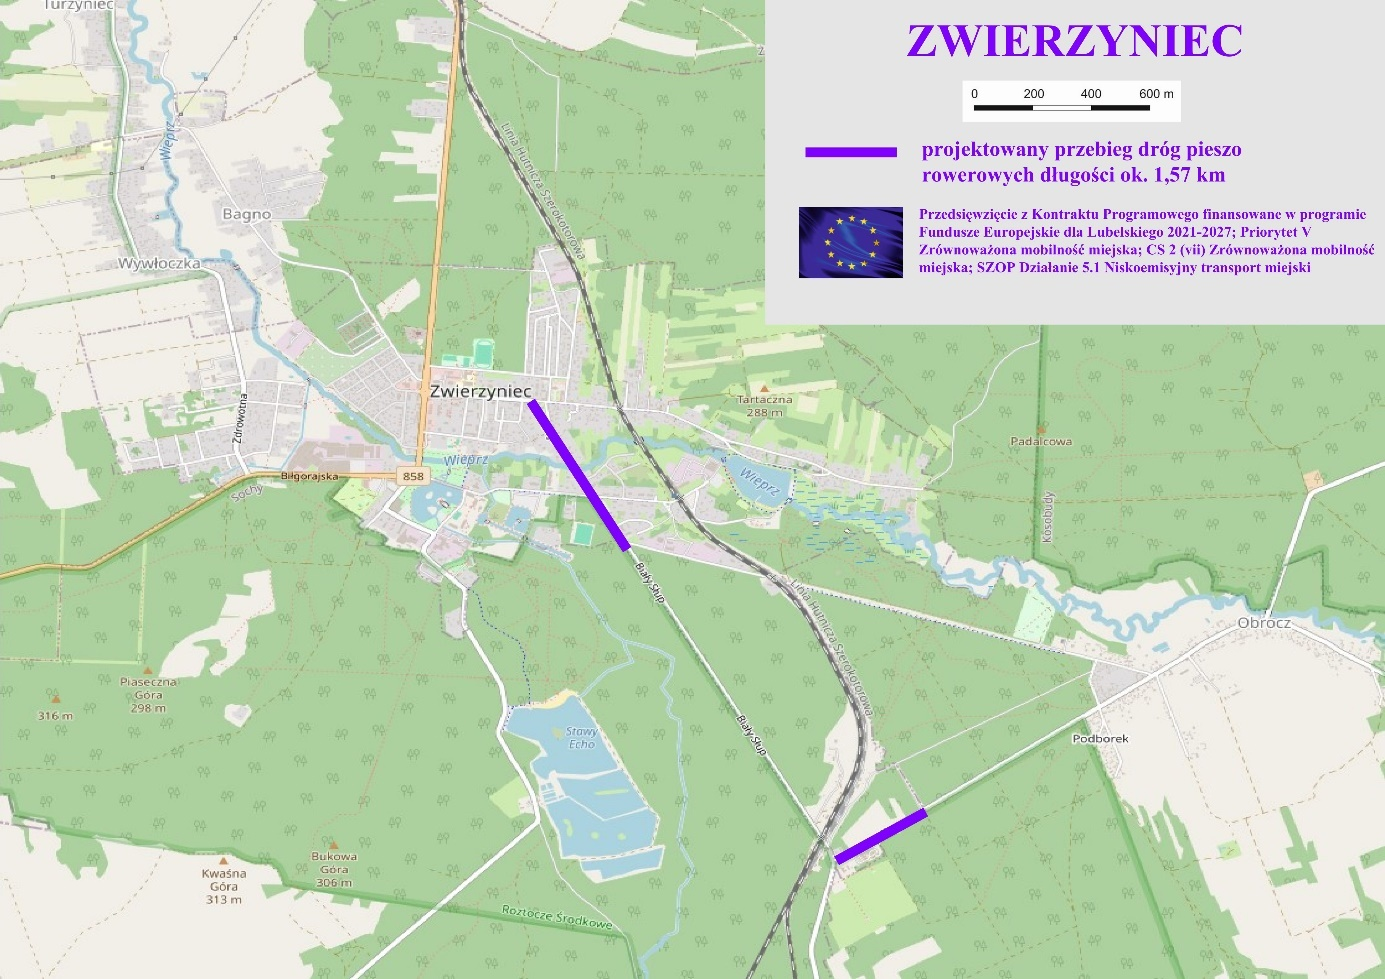 ZWIERZYNIEC
0 200 400 600 m
projektowany przebieg dróg pieszo
rowerowych długości ok. 1,57 km
Przedsięwzięcie z Kontraktu Programowego finansowane w programie
Fundusze Europejskie dla Lubelskiego 2021-2027; Priorytet V
Zrównoważona mobilność miejska; CS 2 (vii) Zrównoważona mobilność
miejska; SZOP Działanie 5.1 Niskoemisyjny transport miejski
Turzyniec
Wieprz
Linia Hutnicza Szerokotorowa
Bagno
Wywłoczka
Zwierzyniec
Tartaczna
288 m
Zdrowotna
Padalcowa
Wieprz
Biłgorajska
858
Wieprz
Sochy
Kosobudy
Biały Słup
Linia Hutnicza Szerokotorowa
Obrocz
Piaseczna
Góra
298 m
316 m
Stawy
Echo
Biały Słup
Podborek
Bukowa
Góra
306 m
Kwaśna
Góra
313 m
Roztocze Środkowe